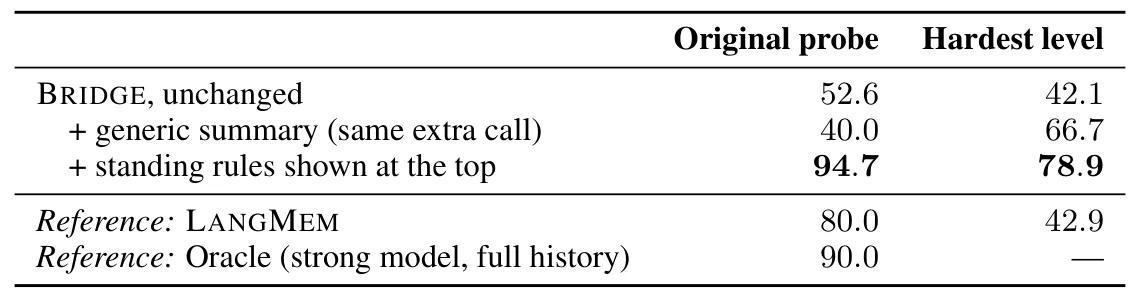 Original probe Hardest level
BRIDGE, unchanged 52.6 42.1
+ generic summary (same extra call) 40.0 66.7
+ standing rules shown at the top 94.7 78.9
Reference: LANGMEM 80.0 42.9
Reference: Oracle (strong model, full history) 90.0 —